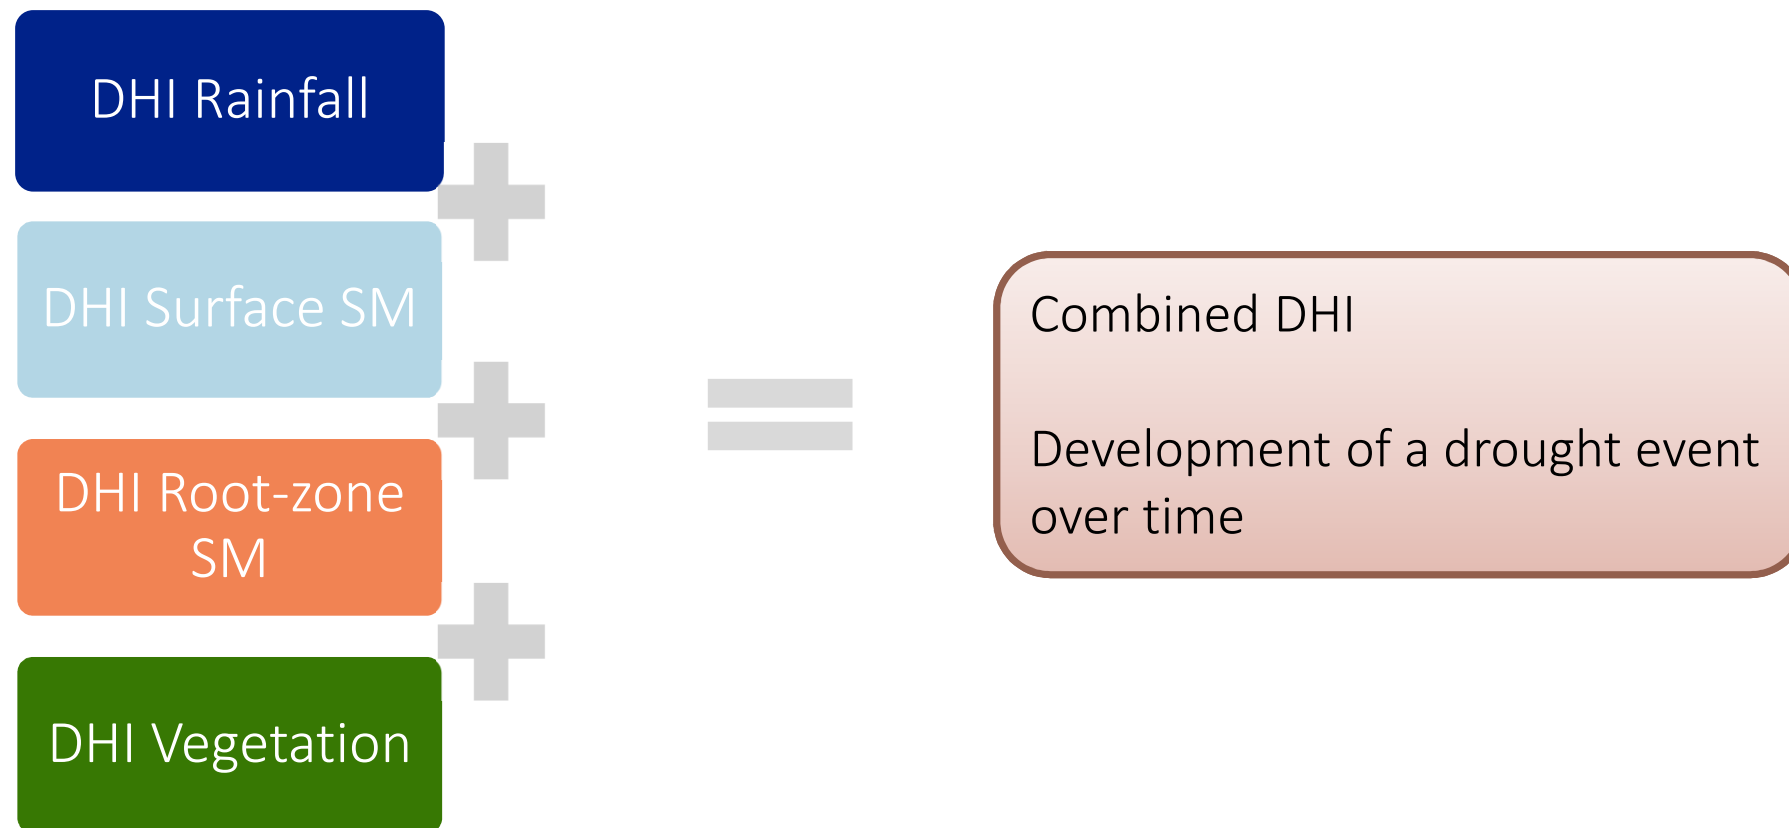 DHI Rainfall
DHI Surface SM
DHI Root-zone
SM
DHI Vegetation
Combined DHI
Development of a drought event
over time